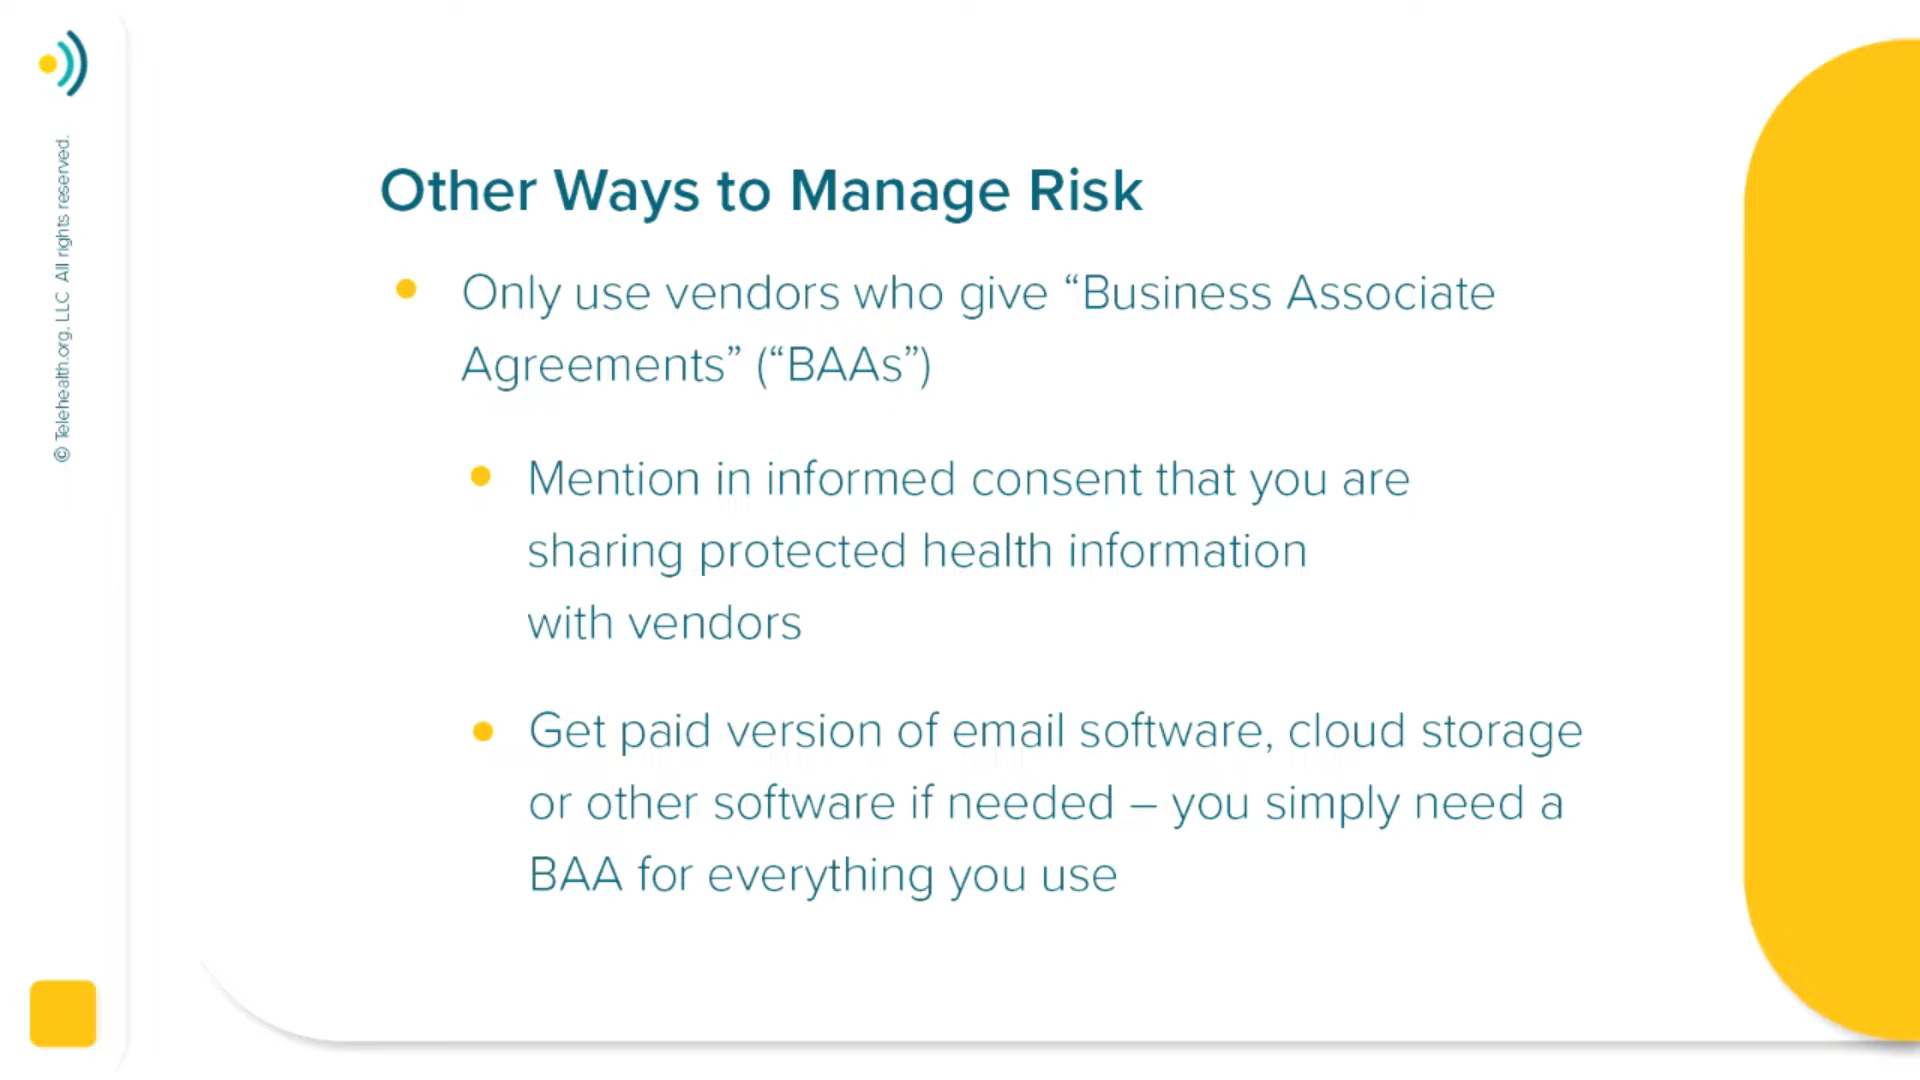 © Telehealth.org, LLC All rights reserved.
Other Ways to Manage Risk
Only use vendors who give “Business Associate
Agreements” (“BAAs”)
Mention in informed consent that you are
sharing protected health information
with vendors
Get paid version of email software, cloud storage
or other software if needed – you simply need a
BAA for everything you use